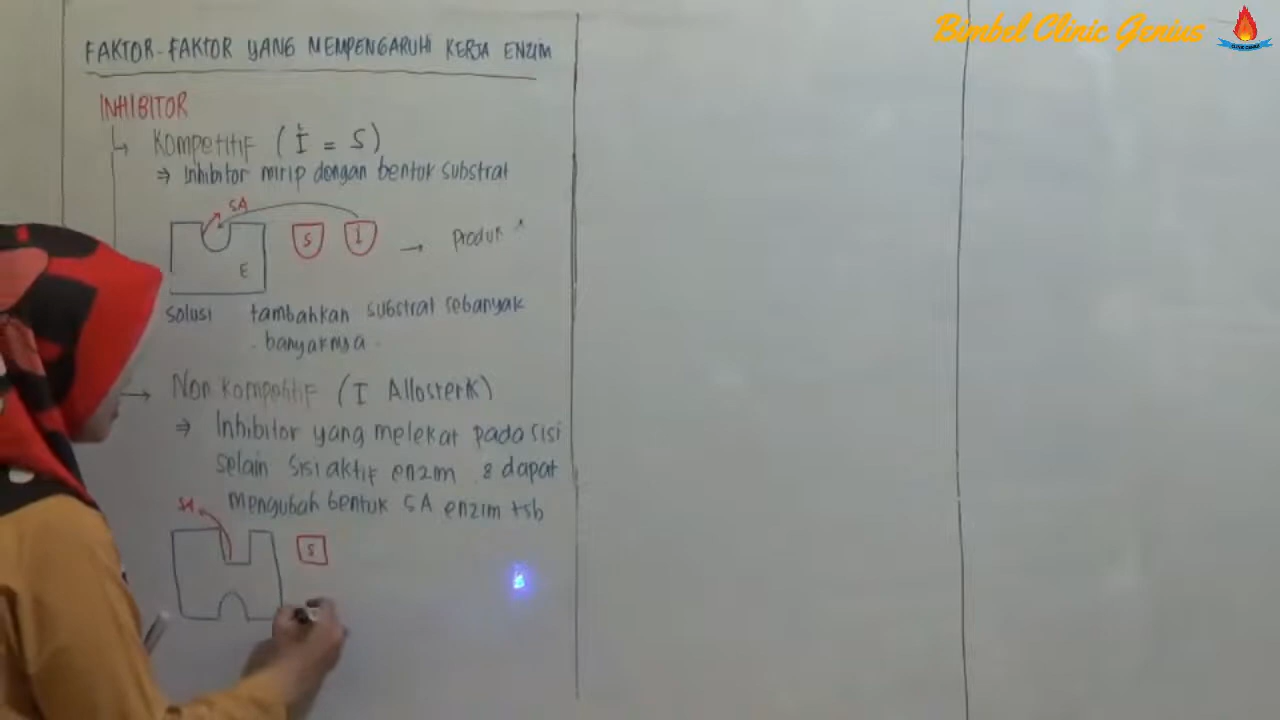 Bimbel Clinic Genius
CLINIC GENIUS
FAKTOR-FAKTOR YANG MEMPENGARUHI KERJA ENZIM
INHIBITOR
Kompetitif (I = S)
⇒ Inhibitor mirip dengan bentuk substrat
SA
S I → Produk x
E
Solusi tambahkan substrat sebanyak
banyaknya
→ Non Kompetitif (I Allosterik)
⇒ Inhibitor yang melekat pada sisi
selain sisi aktif enzim & dapat
mengubah bentuk SA enzim tsb
SA
S